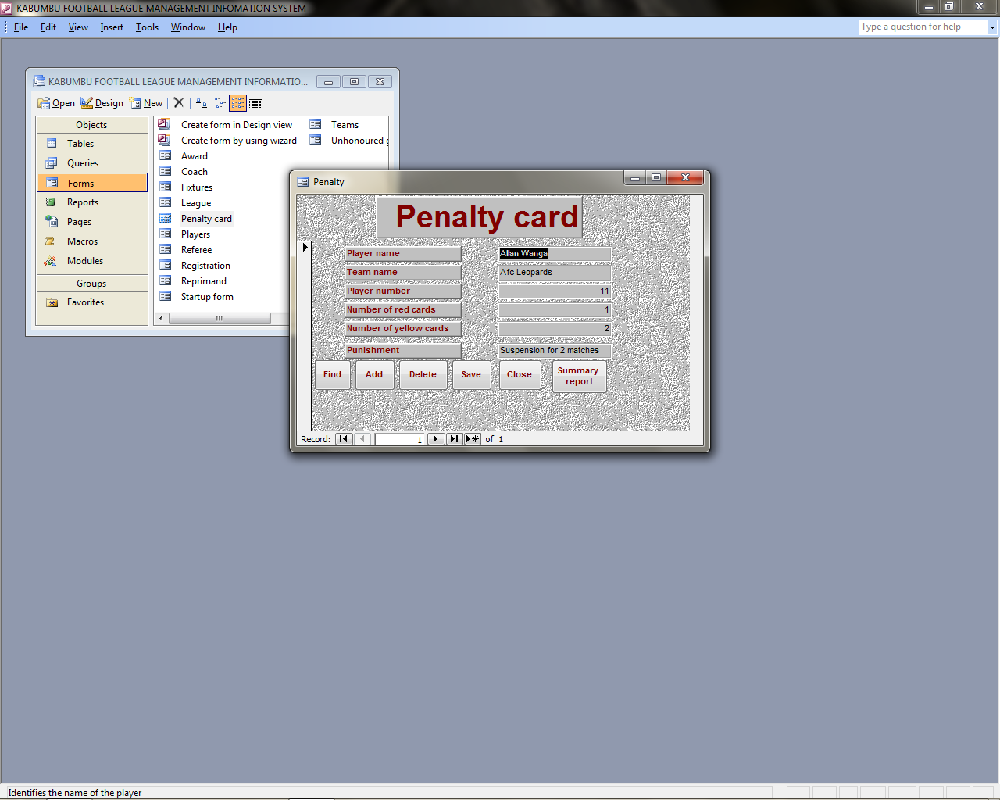 KABUMBU FOOTBALL LEAGUE MANAGEMENT INFOMATION SYSTEM
File Edit View Insert Tools Window Help
Type a question for help
KABUMBU FOOTBALL LEAGUE MANAGEMENT INFORMATIO...
Open Design New
Objects
Tables
Queries
Forms
Reports
Pages
Macros
Modules
Groups
Favorites
Create form in Design view
Create form by using wizard
Award
Coach
Fixtures
League
Penalty card
Players
Referee
Registration
Reprimand
Startup form
Teams
Unhonoured
Penalty
Penalty card
Player name Allan Wanga
Team name Afc Leopards
Player number 11
Number of red cards 1
Number of yellow cards 2
Punishment Suspension for 2 matches
Find Add Delete Save Close Summary report
Record: 1 of 1
Identifies the name of the player